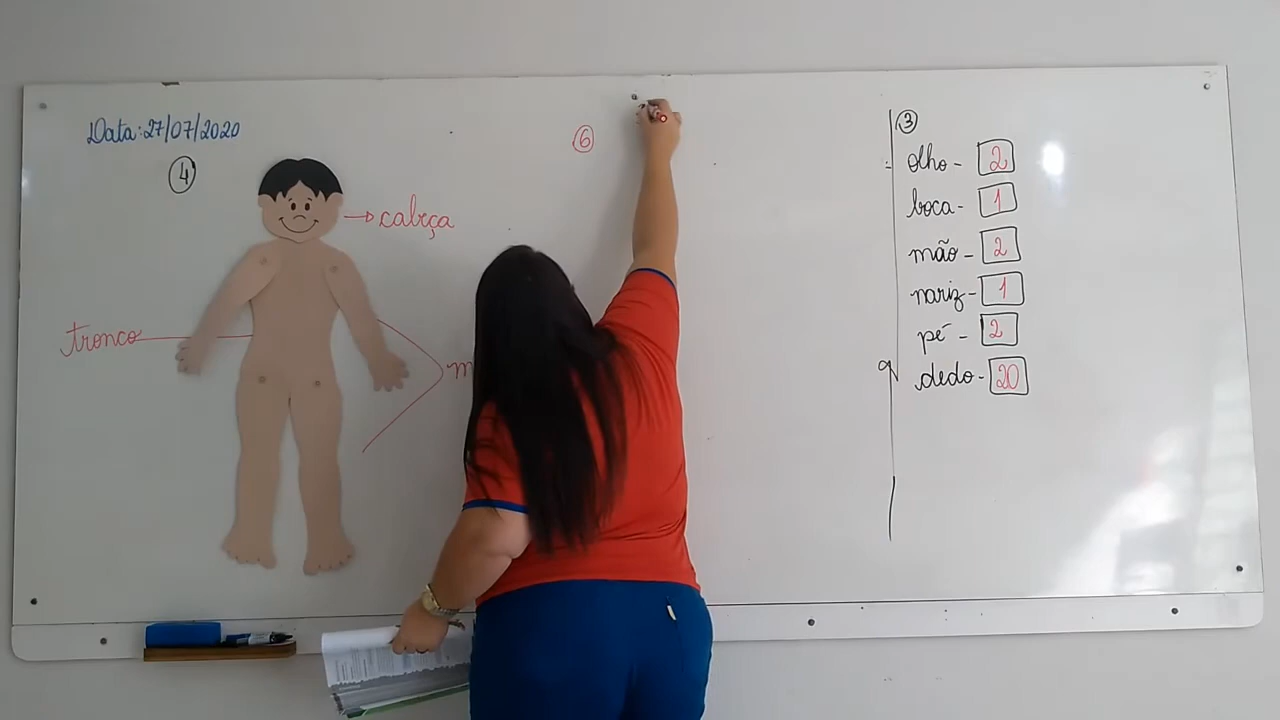 Data: 27/07/2020
4
cabeça
tronco
6
3
olho - 2
boca - 1
mão - 2
nariz - 1
pé - 2
dedo - 20